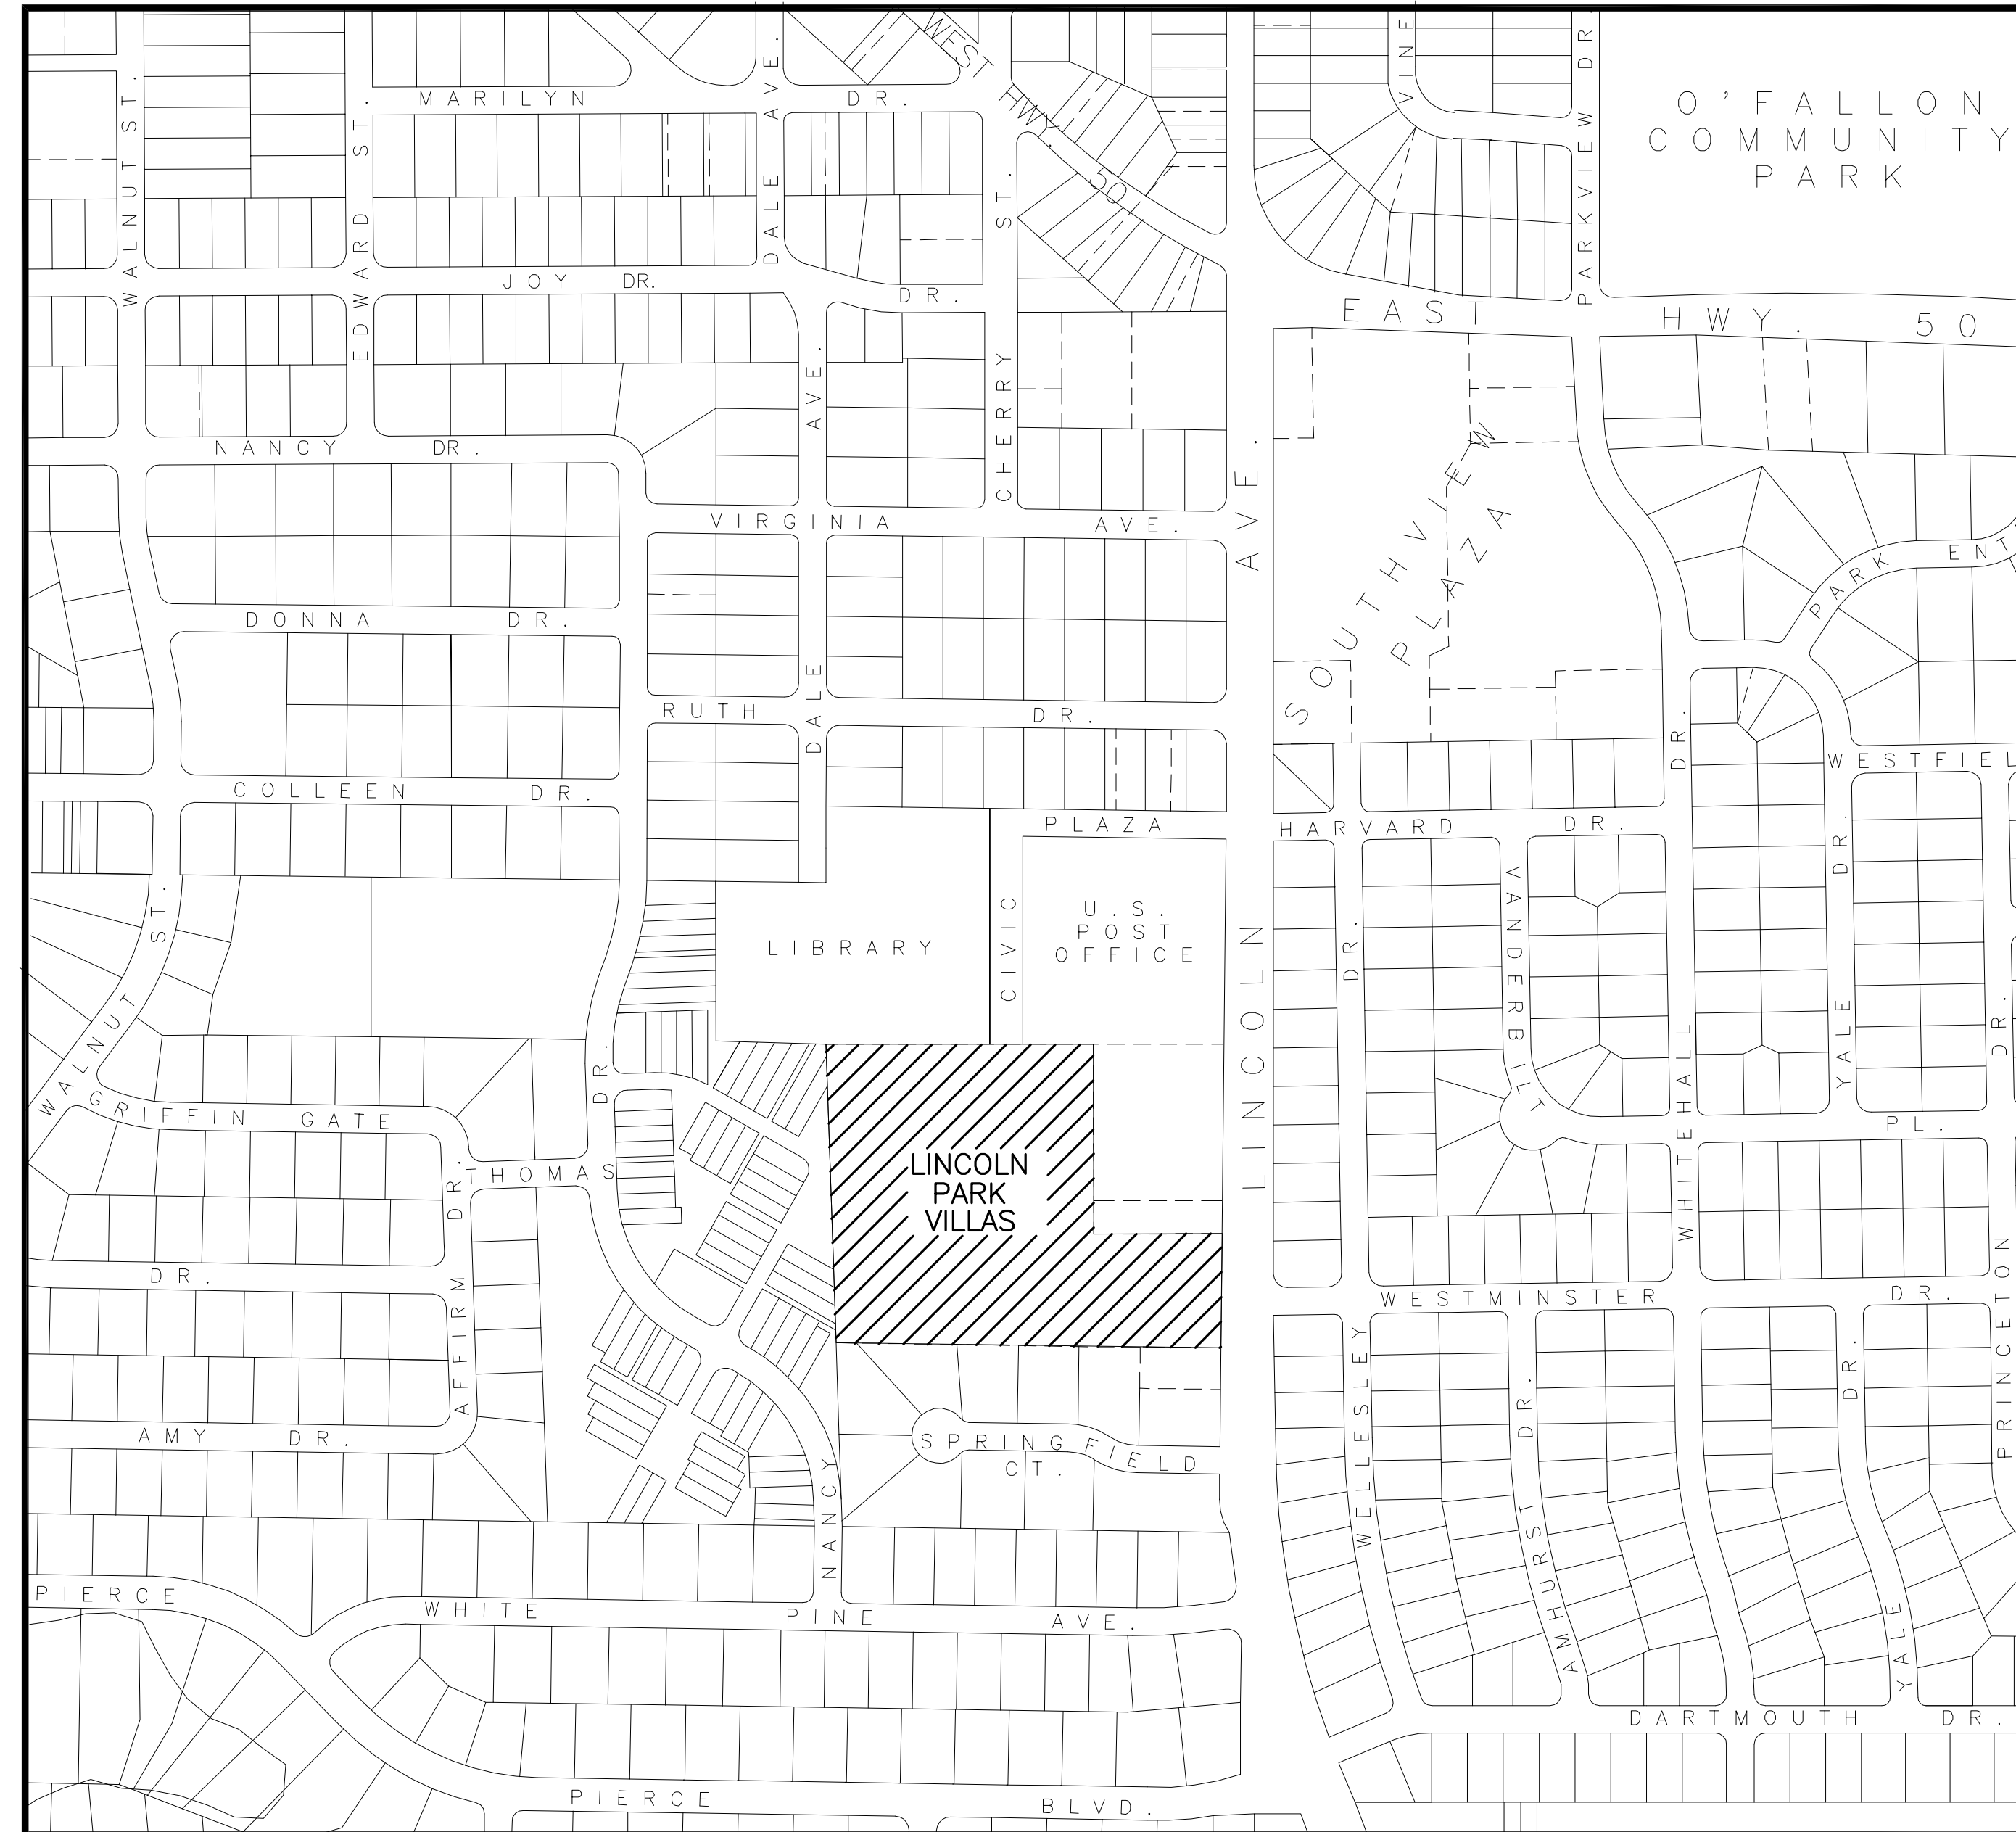 WEST HWY. 50
VINE
PARKVIEW DR.
O'FALLON
COMMUNITY
PARK
MARILYN DR.
WALNUT ST.
EDWARD ST.
DALE AVE.
CHERRY ST.
JOY DR.
DR.
EAST HWY. 50
NANCY DR.
DALE AVE.
VIRGINIA AVE.
LINCOLN AVE.
SOUTHVIEW
PLAZA
PARK ENT
DONNA DR.
RUTH DR.
WESTFIEL
COLLEEN DR.
PLAZA
HARVARD DR.
WALNUT ST.
LIBRARY
CIVIC
U.S.
POST
OFFICE
VANDERBILT
WHITEHALL DR.
YALE DR.
PL.
GRIFFIN GATE
DR.
THOMAS
LINCOLN
PARK
VILLAS
DR.
AFFIRM DR.
WESTMINSTER DR.
PRINCETON DR.
AMY DR.
SPRINGFIELD
CT.
NANCY DR.
WELLESLEY DR.
AMHURST DR.
YALE DR.
PIERCE
WHITE PINE AVE.
DARTMOUTH DR.
PIERCE BLVD.